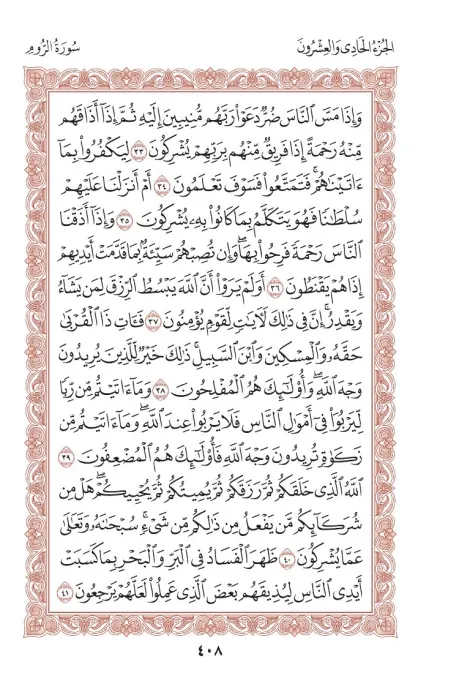 الجُزْءُ الحَادِي وَالعِشْرُونَ سُورَةُ الرُّومِ
وَإِذَا مَسَّ ٱلنَّاسَ ضُرٌّ دَعَوْا۟ رَبَّهُم مُّنِيبِينَ إِلَيْهِ ثُمَّ إِذَآ أَذَاقَهُم
مِّنْهُ رَحْمَةً إِذَا فَرِيقٌ مِّنْهُم بِرَبِّهِمْ يُشْرِكُونَ ٣٣ لِيَكْفُرُوا۟ بِمَآ
ءَاتَيْنَٰهُمْ ۚ فَتَمَتَّعُوا۟ فَسَوْفَ تَعْلَمُونَ ٣٤ أَمْ أَنزَلْنَا عَلَيْهِمْ
سُلْطَٰنًا فَهُوَ يَتَكَلَّمُ بِمَا كَانُوا۟ بِهِۦ يُشْرِكُونَ ٣٥ وَإِذَآ أَذَقْنَا
ٱلنَّاسَ رَحْمَةً فَرِحُوا۟ بِهَا ۖ وَإِن تُصِبْهُمْ سَيِّئَةٌۢ بِمَا قَدَّمَتْ أَيْدِيهِمْ
إِذَا هُمْ يَقْنَطُونَ ٣٦ أَوَلَمْ يَرَوْا۟ أَنَّ ٱللَّهَ يَبْسُطُ ٱلرِّزْقَ لِمَن يَشَآءُ
وَيَقْدِرُ ۚ إِنَّ فِى ذَٰلِكَ لَءَايَٰتٍ لِّقَوْمٍ يُؤْمِنُونَ ٣٧ فَـَٔاتِ ذَا ٱلْقُرْبَىٰ
حَقَّهُۥ وَٱلْمِسْكِينَ وَٱبْنَ ٱلسَّبِيلِ ۚ ذَٰلِكَ خَيْرٌ لِّلَّذِينَ يُرِيدُونَ
وَجْهَ ٱللَّهِ ۖ وَأُو۟لَٰٓئِكَ هُمُ ٱلْمُفْلِحُونَ ٣٨ وَمَآ ءَاتَيْتُم مِّن رِّبًا
لِّيَرْبُوَا۟ فِىٓ أَمْوَٰلِ ٱلنَّاسِ فَلَا يَرْبُوا۟ عِندَ ٱللَّهِ ۖ وَمَآ ءَاتَيْتُم مِّن
زَكَوٰةٍ تُرِيدُونَ وَجْهَ ٱللَّهِ فَأُو۟لَٰٓئِكَ هُمُ ٱلْمُضْعِفُونَ ٣٩
ٱللَّهُ ٱلَّذِى خَلَقَكُمْ ثُمَّ رَزَقَكُمْ ثُمَّ يُمِيتُكُمْ ثُمَّ يُحْيِيكُمْ ۖ هَلْ مِن
شُرَكَآئِكُم مَّن يَفْعَلُ مِن ذَٰلِكُم مِّن شَىْءٍ ۚ سُبْحَٰنَهُۥ وَتَعَٰلَىٰ
عَمَّا يُشْرِكُونَ ٤٠ ظَهَرَ ٱلْفَسَادُ فِى ٱلْبَرِّ وَٱلْبَحْرِ بِمَا كَسَبَتْ
أَيْدِى ٱلنَّاسِ لِيُذِيقَهُم بَعْضَ ٱلَّذِى عَمِلُوا۟ لَعَلَّهُمْ يَرْجِعُونَ ٤١
٤٠٨